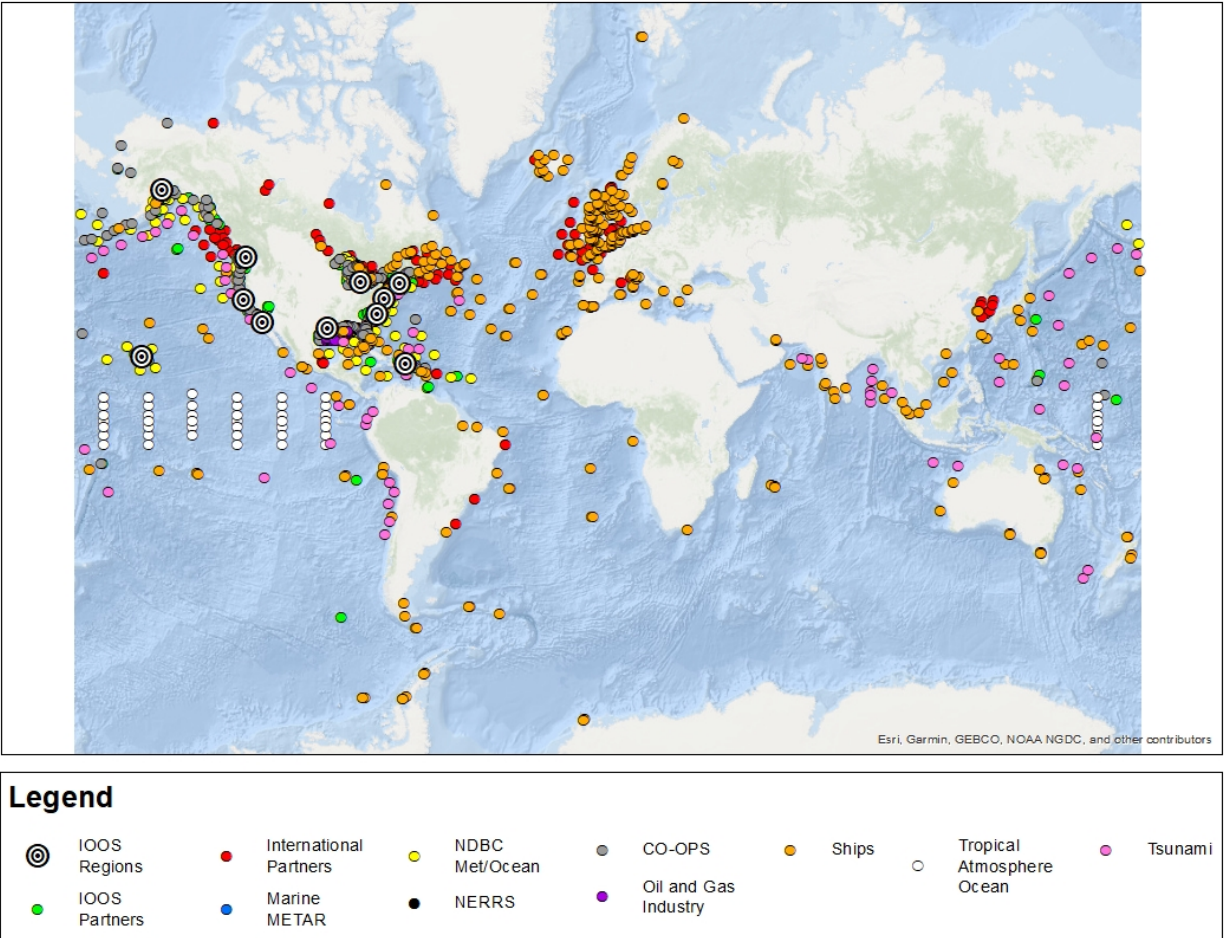 Esri, Garmin, GEBCO, NOAA NGDC, and other contributors
Legend
IOOS
Regions
International
Partners
NDBC
Met/Ocean
CO-OPS
Ships
Tropical
Atmosphere
Ocean
Tsunami
IOOS
Partners
Marine
METAR
NERRS
Oil and Gas
Industry